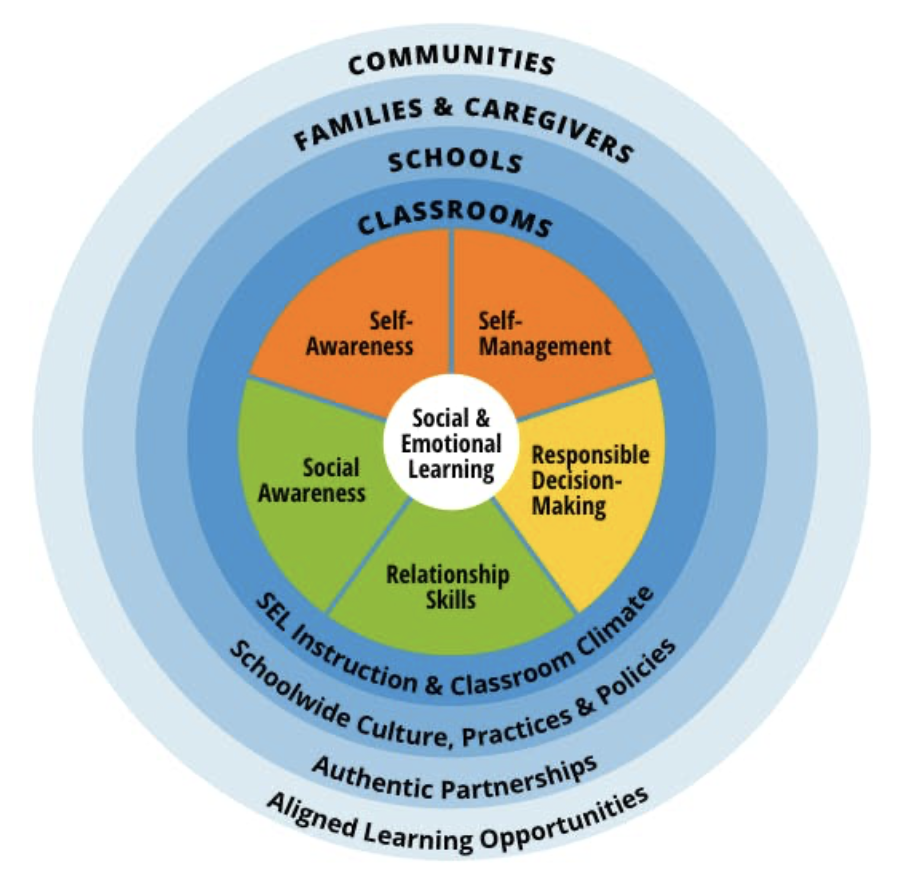 COMMUNITIES
FAMILIES & CAREGIVERS
SCHOOLS
CLASSROOMS
Self-
Awareness
Self-
Management
Social &
Emotional
Learning
Social
Awareness
Responsible
Decision-
Making
Relationship
Skills
SEL Instruction & Classroom Climate
Schoolwide Culture, Practices & Policies
Authentic Partnerships
Aligned Learning Opportunities